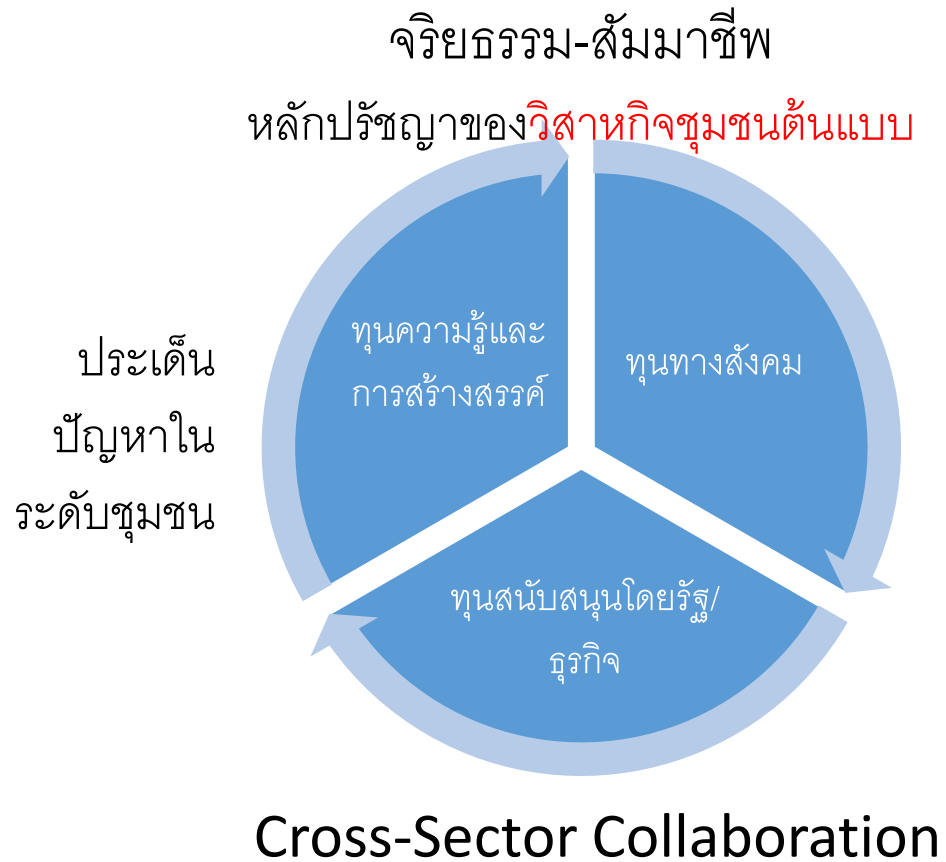 จริยธรรม-สัมมาชีพ
หลักปรัชญาของวิสาหกิจชุมชนต้นแบบ
ทุนความรู้และ
การสร้างสรรค์
ทุนทางสังคม
ประเด็น
ปัญหาใน
ระดับชุมชน
ทุนสนับสนุนโดยรัฐ/
ธุรกิจ
Cross-Sector Collaboration